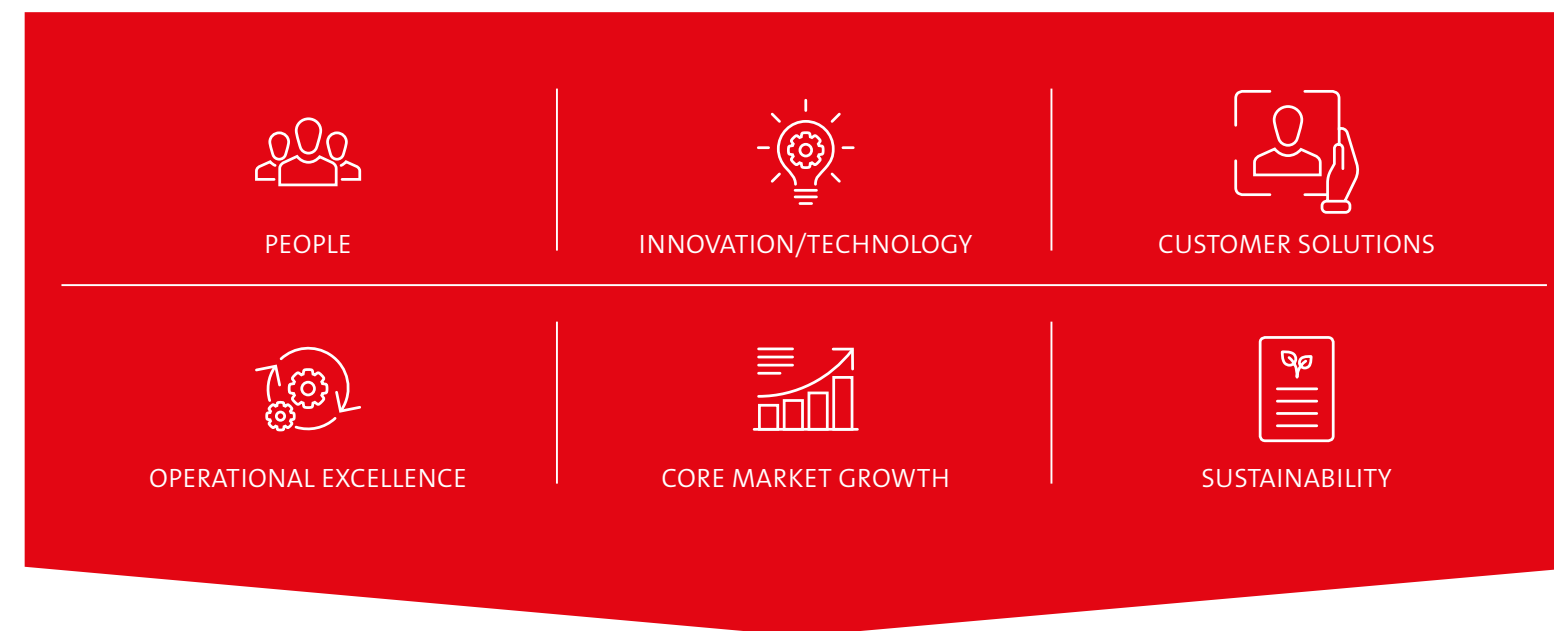 PEOPLE
INNOVATION/TECHNOLOGY
CUSTOMER SOLUTIONS
OPERATIONAL EXCELLENCE
CORE MARKET GROWTH
SUSTAINABILITY